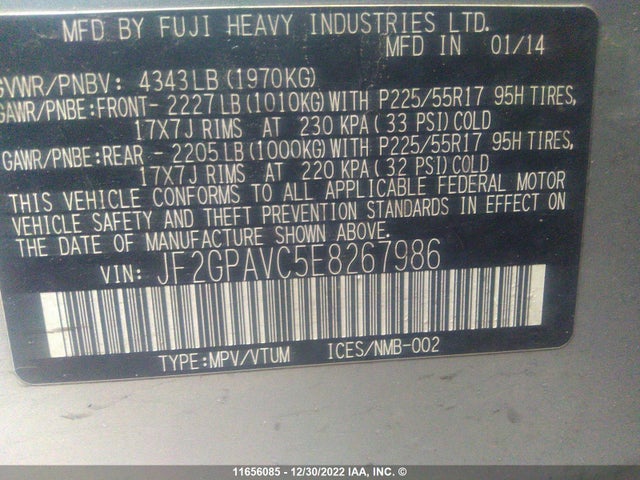 MFD BY FUJI HEAVY INDUSTRIES LTD.
MFD IN 01/14
GVWR/PNBV: 4343LB(1970KG)
GAWR/PNBE:FRONT- 2227LB(1010KG)WITH P225/55R17 95H TIRES,
17X7J RIMS AT 230 KPA( 33 PSI)COLD
GAWR/PNBE:REAR - 2205LB(1000KG)WITH P225/55R17 95H TIRES,
17X7J RIMS AT 220 KPA( 32 PSI)COLD
THIS VEHICLE CONFORMS TO ALL APPLICABLE FEDERAL MOTOR
VEHICLE SAFETY AND THEFT PREVENTION STANDARDS IN EFFECT ON
THE DATE OF MANUFACTURE SHOWN ABOVE.
VIN: JF2GPAVC5E8267986
TYPE:MPV/VTUM ICES/NMB-002
11656085 - 12/30/2022 IAA, INC. ©